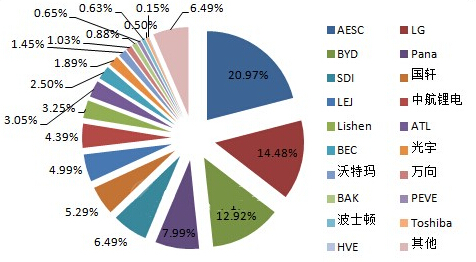 0.63% 0.15%
0.65% 0.50% 6.49%
1.03% 0.88%
1.45%
1.89%
2.50%
3.25%
3.05%
4.39%
4.99%
5.29%
6.49%
7.99%
12.92%
14.48%
20.97%
AESC LG
BYD Pana
SDI 国轩
LEJ 中航锂电
Lishen ATL
BEC 光宇
沃特玛 万向
BAK PEVE
波士顿 Toshiba
HVE 其他